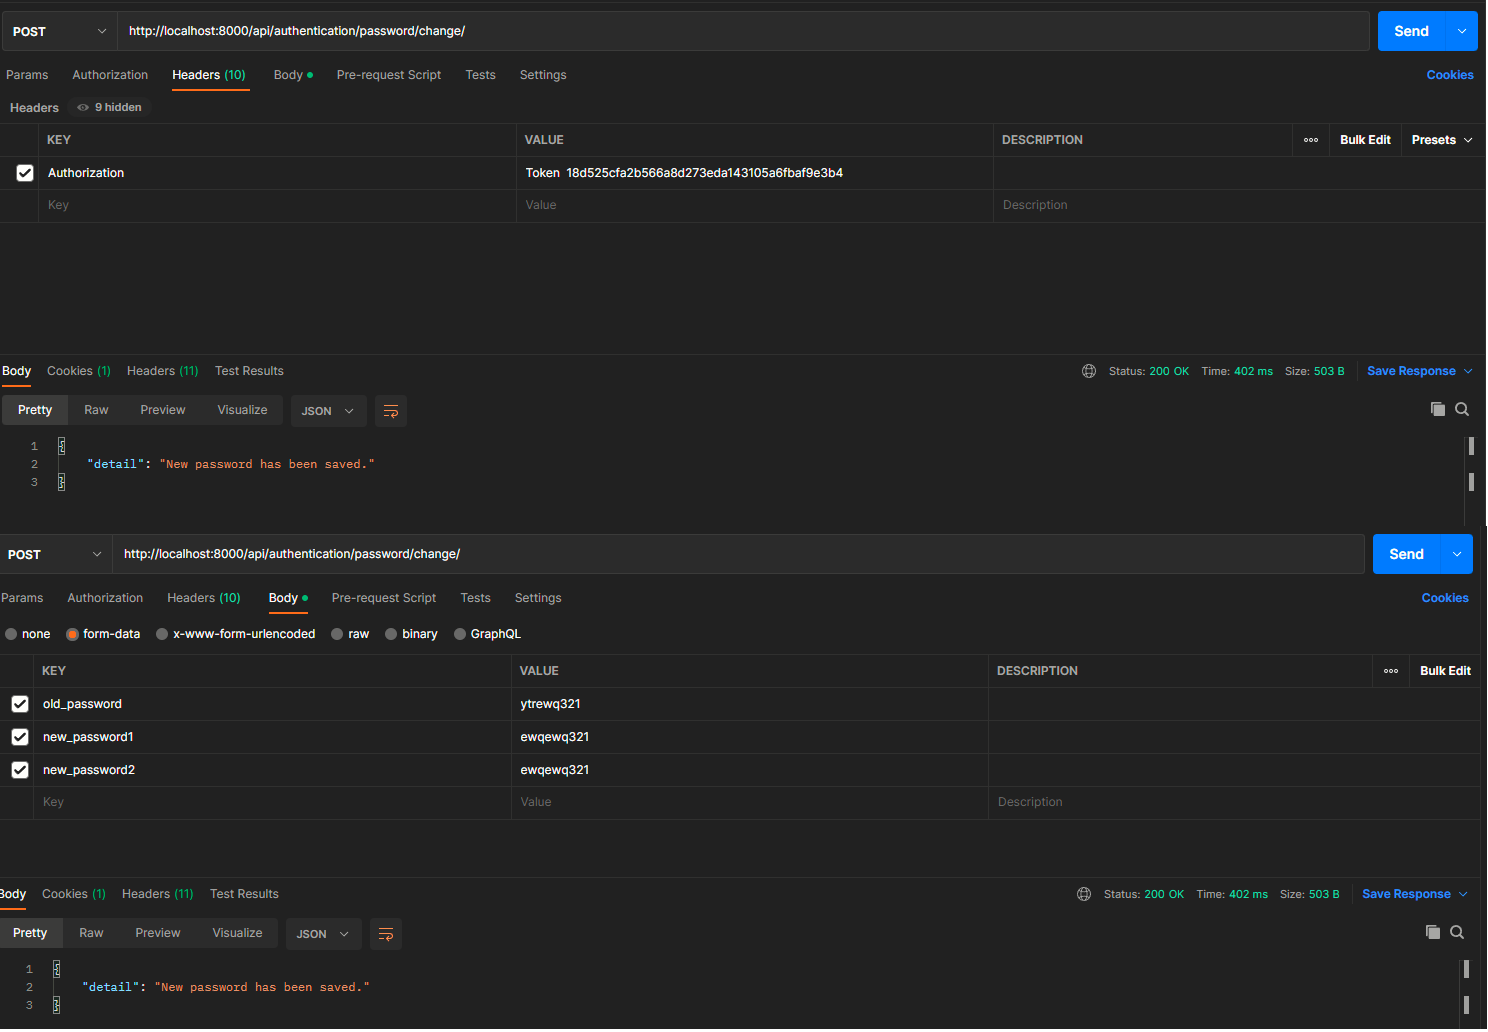 POST http://localhost:8000/api/authentication/password/change/ Send
Params Authorization Headers (10) Body Pre-request Script Tests Settings Cookies
Headers 9 hidden
KEY VALUE DESCRIPTION ooo Bulk Edit Presets
Authorization Token 18d525cfa2b566a8d273eda143105a6fbaf9e3b4
Key Value Description
Body Cookies (1) Headers (11) Test Results Status: 200 OK Time: 402 ms Size: 503 B Save Response
Pretty Raw Preview Visualize JSON
1 {
2 "detail": "New password has been saved."
3 }
POST http://localhost:8000/api/authentication/password/change/ Send
Params Authorization Headers (10) Body Pre-request Script Tests Settings Cookies
none form-data x-www-form-urlencoded raw binary GraphQL
KEY VALUE DESCRIPTION ooo Bulk Edit
old_password ytrewq321
new_password1 ewqewq321
new_password2 ewqewq321
Key Value Description
Body Cookies (1) Headers (11) Test Results Status: 200 OK Time: 402 ms Size: 503 B Save Response
Pretty Raw Preview Visualize JSON
1 {
2 "detail": "New password has been saved."
3 }